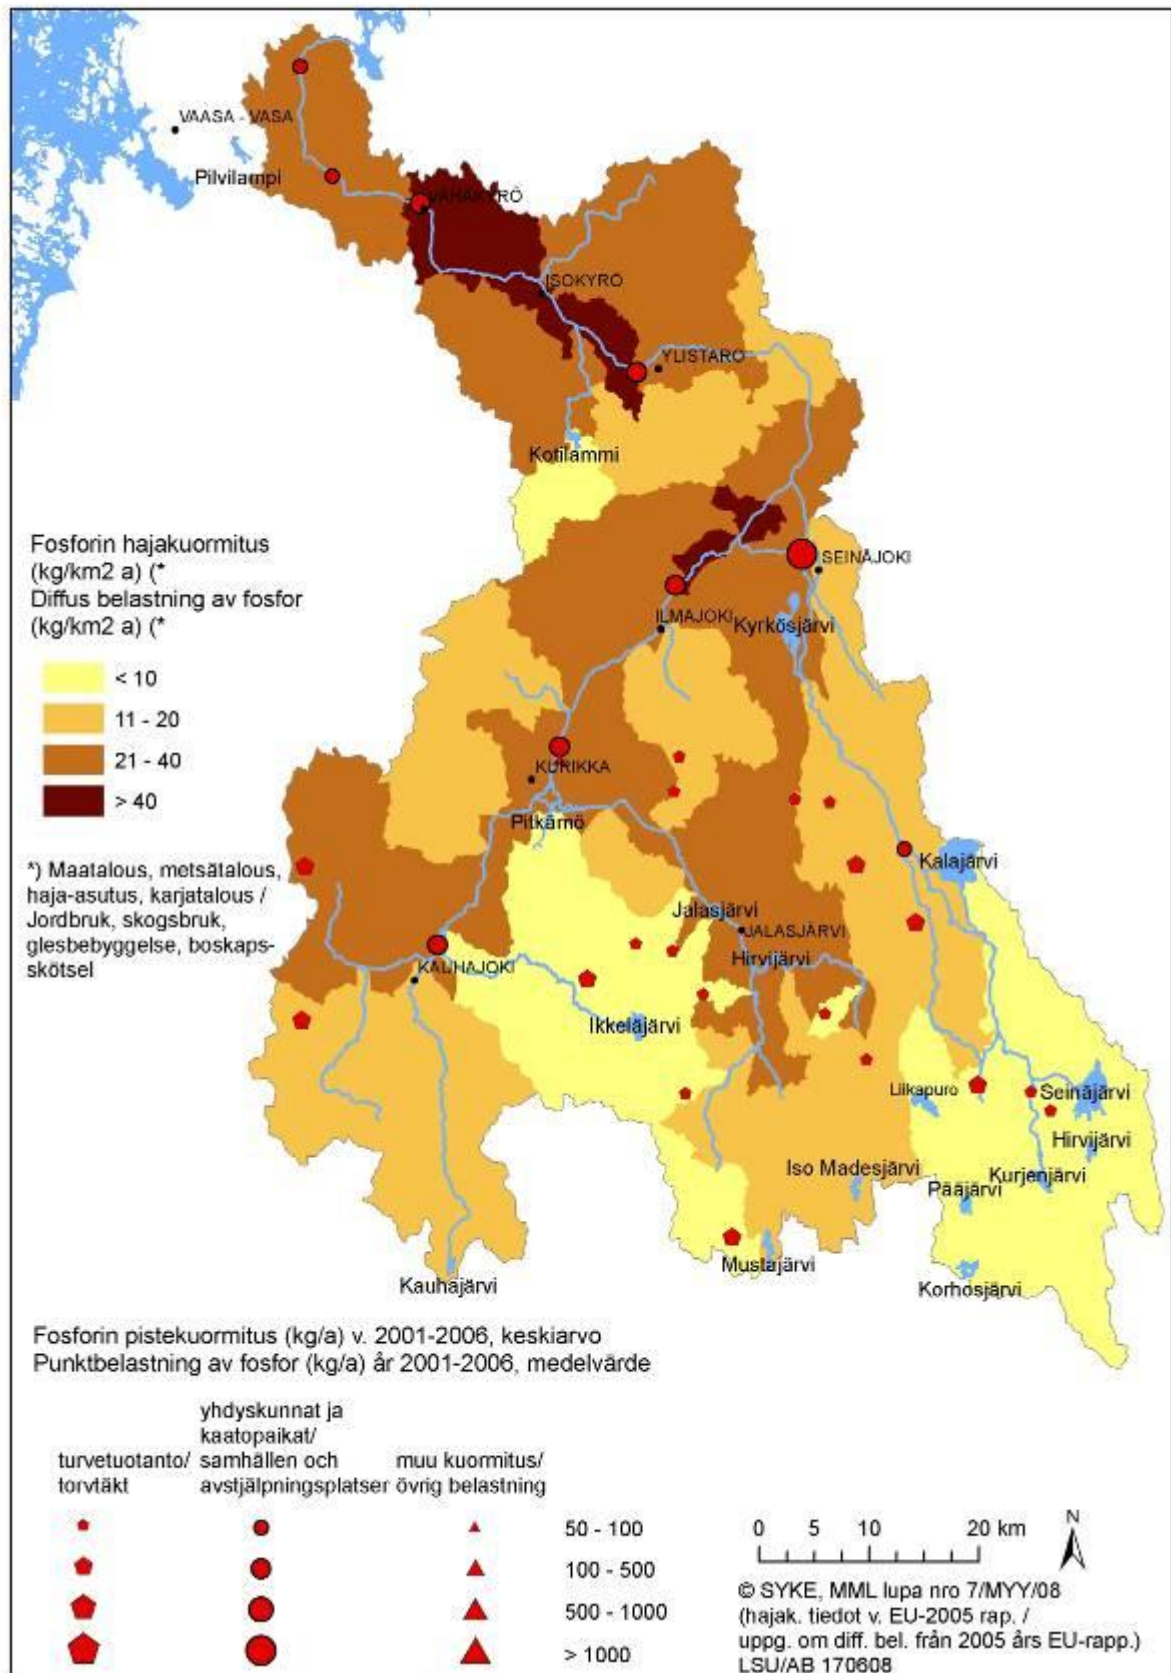 VAASA - VASA
Pilvilampi
VÄHÄKYRÖ
ISOKYRÖ
YLISTARO
Kotilammi
Fosforin hajakuormitus
(kg/km2 a) (*
Diffus belastning av fosfor
(kg/km2 a) (*
< 10
11 - 20
21 - 40
> 40
SEINÄJOKI
ILMAJOKI
Kyrkösjärvi
KURIKKA
Pitkämö
Kalajärvi
*) Maatalous, metsätalous,
haja-asutus, karjatalous /
Jordbruk, skogsbruk,
glesbebyggelse, boskaps-
skötsel
Jalasjärvi
JALASJÄRVI
Hirvijärvi
KAUHAJOKI
Ikkeläjärvi
Liikapuro
Seinäjärvi
Hirvijärvi
Iso Madesjärvi
Kurjenjärvi
Pääjärvi
Mustajärvi
Kauhajärvi
Korhosjärvi
Fosforin pistekuormitus (kg/a) v. 2001-2006, keskiarvo
Punktbelastning av fosfor (kg/a) år 2001-2006, medelvärde
yhdyskunnat ja
kaatopaikat/
turvetuotanto/ samhällen och muu kuormitus/
torvtäkt avstjälpningsplatser övrig belastning
50 - 100
100 - 500
500 - 1000
> 1000
0 5 10 20 km
N
© SYKE, MML lupa nro 7/MYY/08
(hajak. tiedot v. EU-2005 rap. /
uppg. om diff. bel. från 2005 års EU-rapp.)
LSU/AB 170608